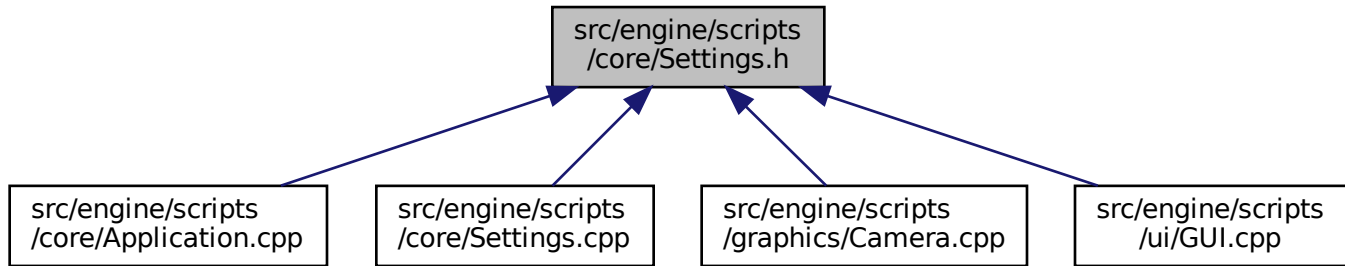 src/engine/scripts
/core/Settings.h
src/engine/scripts
/core/Application.cpp
src/engine/scripts
/core/Settings.cpp
src/engine/scripts
/graphics/Camera.cpp
src/engine/scripts
/ui/GUI.cpp